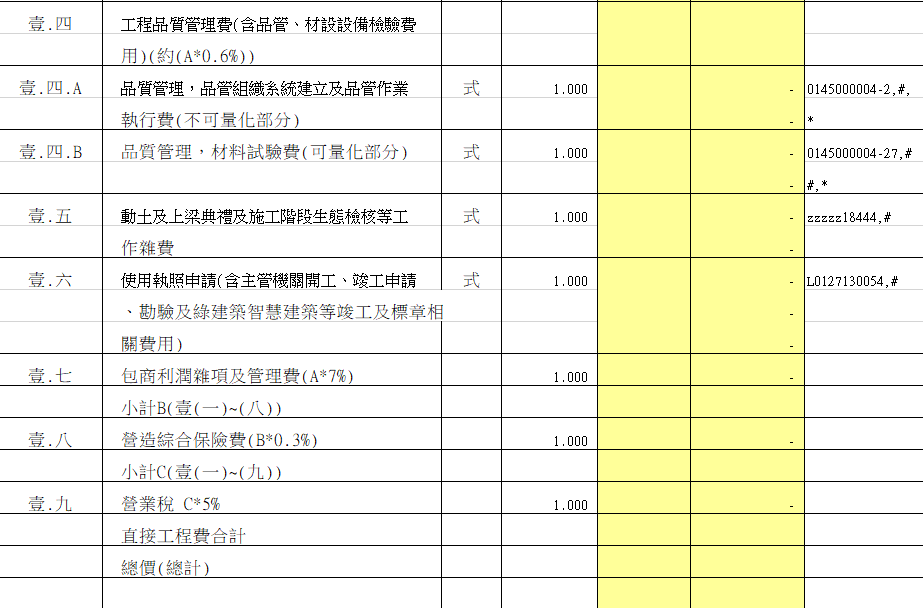 壹.四 工程品質管理費(含品管、材設設備檢驗費
用)(約(A*0.6%))
壹.四.A 品質管理，品管組織系統建立及品管作業 式 1.000 - 0145000004-2,#,
執行費(不可量化部分) - *
壹.四.B 品質管理，材料試驗費(可量化部分) 式 1.000 - 0145000004-27,#
- #,*
壹.五 動土及上梁典禮及施工階段生態檢核等工 式 1.000 - zzzzz18444,#
作雜費 -
壹.六 使用執照申請(含主管機關開工、竣工申請 式 1.000 - L0127130054,#
、勘驗及綠建築智慧建築等竣工及標章相 -
關費用) -
壹.七 包商利潤雜項及管理費(A*7%) 1.000 -
小計B(壹(一)~(八))
壹.八 營造綜合保險費(B*0.3%) 1.000 -
小計C(壹(一)~(九))
壹.九 營業稅 C*5% 1.000 -
直接工程費合計
總價(總計)